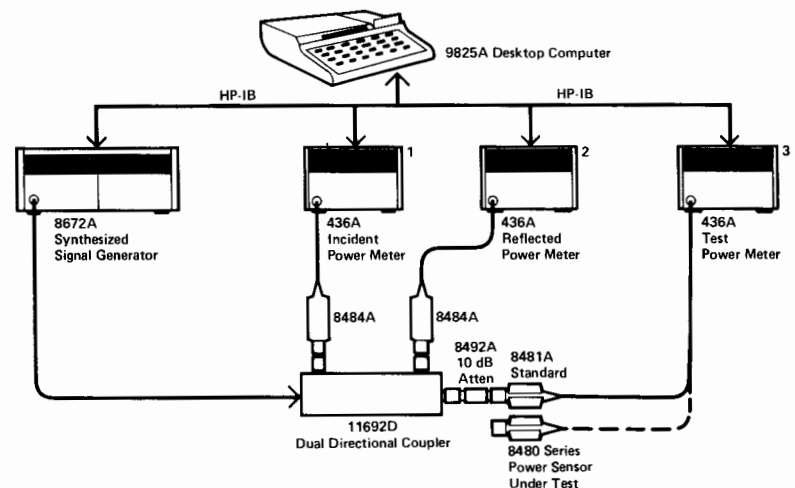 9825A Desktop Computer
HP-IB
HP-IB
1
2
3
8672A
Synthesized
Signal Generator
436A
Incident
Power Meter
436A
Reflected
Power Meter
436A
Test
Power Meter
8484A
8484A
8492A
10 dB
Atten
8481A
Standard
11692D
Dual Directional Coupler
8480 Series
Power Sensor
Under Test